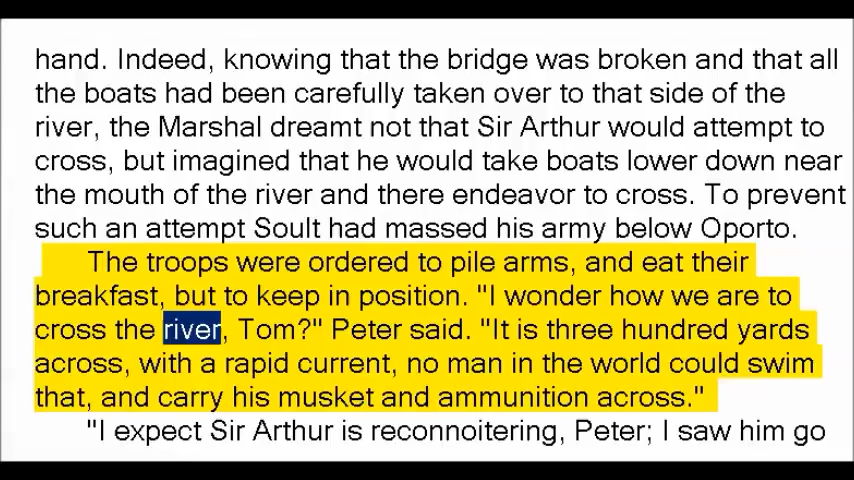 hand. Indeed, knowing that the bridge was broken and that all
the boats had been carefully taken over to that side of the
river, the Marshal dreamt not that Sir Arthur would attempt to
cross, but imagined that he would take boats lower down near
the mouth of the river and there endeavor to cross. To prevent
such an attempt Soult had massed his army below Oporto.
The troops were ordered to pile arms, and eat their
breakfast, but to keep in position. "I wonder how we are to
cross the river, Tom?" Peter said. "It is three hundred yards
across, with a rapid current, no man in the world could swim
that, and carry his musket and ammunition across."
"I expect Sir Arthur is reconnoitering, Peter; I saw him go